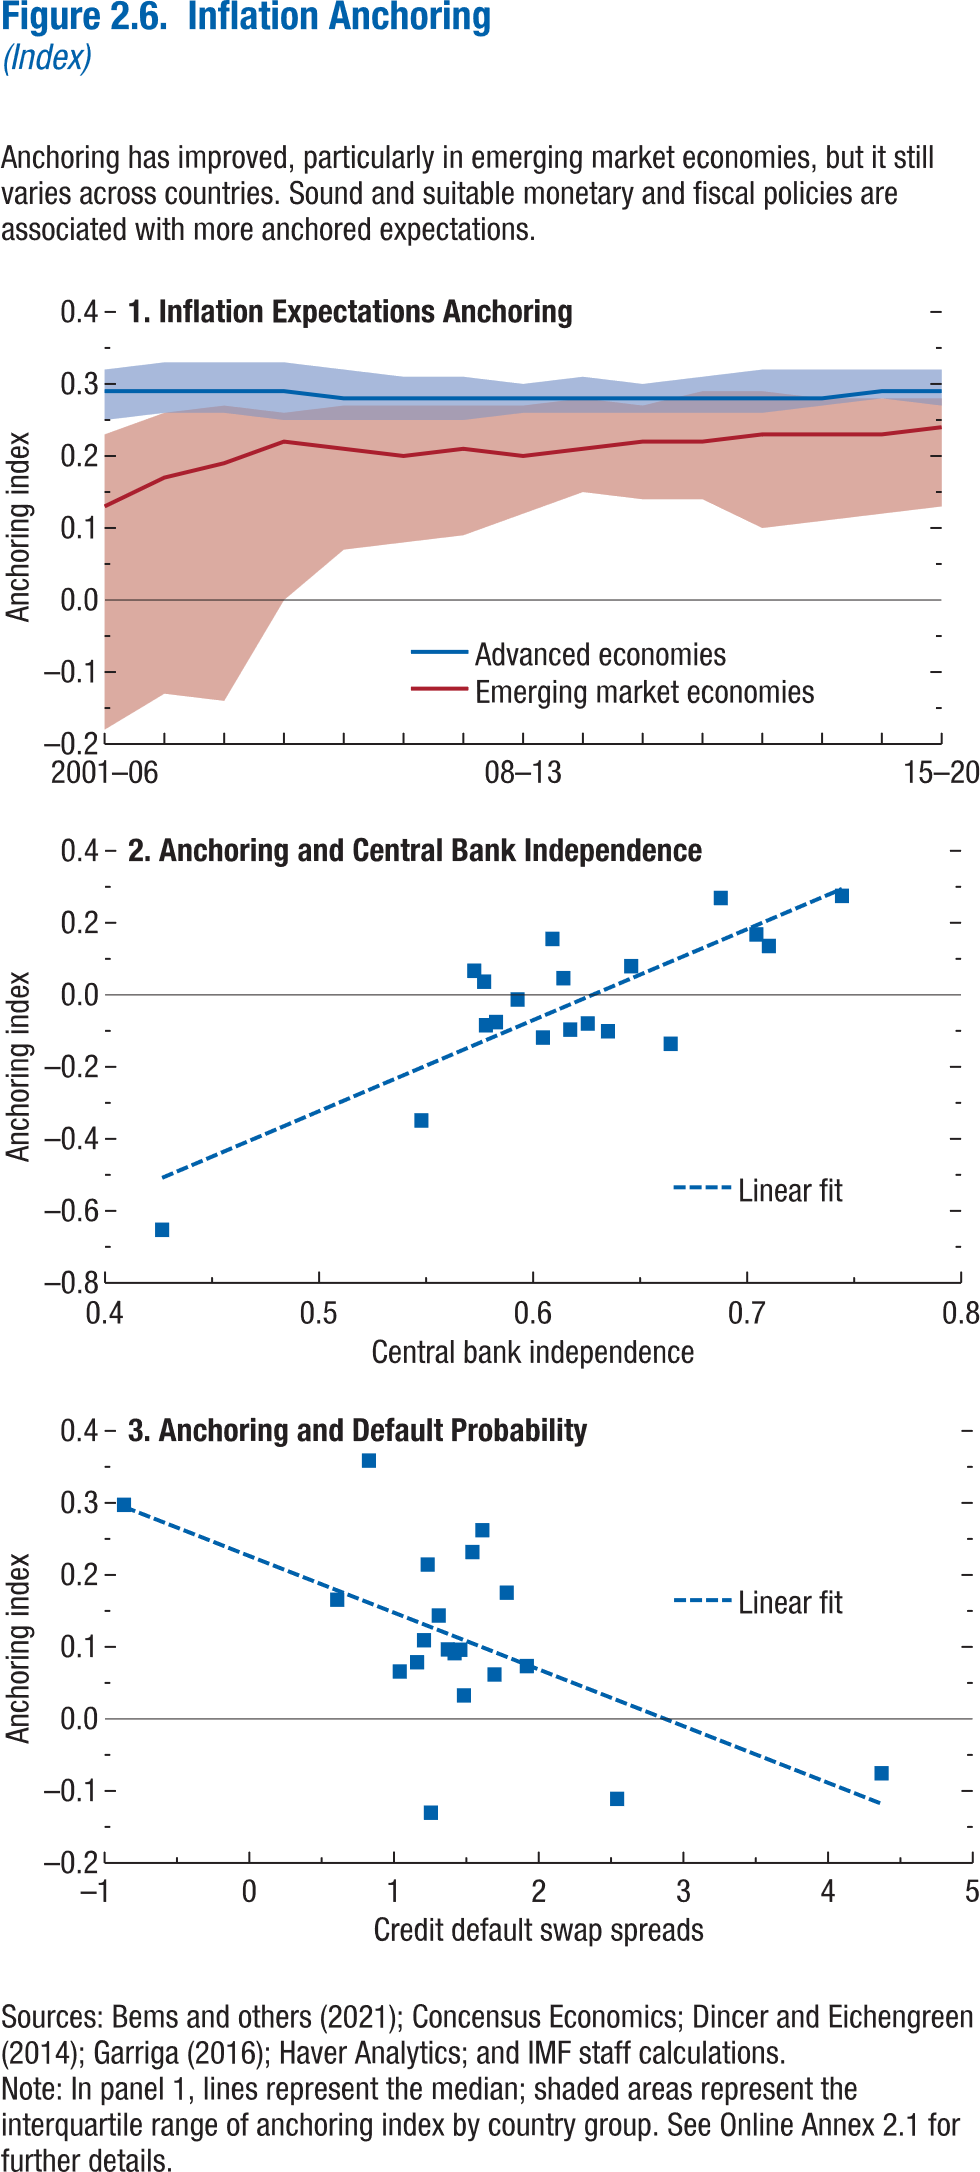 Figure 2.6.  Inflation Anchoring
(Index)
Anchoring has improved, particularly in emerging market economies, but it still
varies across countries. Sound and suitable monetary and fiscal policies are
associated with more anchored expectations.
1. Inflation Expectations Anchoring
0.4
0.3
0.2
0.1
0.0
–0.1
–0.2
Anchoring index
Advanced economies
Emerging market economies
2001–06 08–13 15–20
2. Anchoring and Central Bank Independence
0.4
0.2
0.0
–0.2
–0.4
–0.6
–0.8
Anchoring index
Linear fit
0.4 0.5 0.6 0.7 0.8
Central bank independence
3. Anchoring and Default Probability
0.4
0.3
0.2
0.1
0.0
–0.1
–0.2
Anchoring index
Linear fit
–1 0 1 2 3 4 5
Credit default swap spreads
Sources: Bems and others (2021); Concensus Economics; Dincer and Eichengreen
(2014); Garriga (2016); Haver Analytics; and IMF staff calculations.
Note: In panel 1, lines represent the median; shaded areas represent the
interquartile range of anchoring index by country group. See Online Annex 2.1 for
further details.